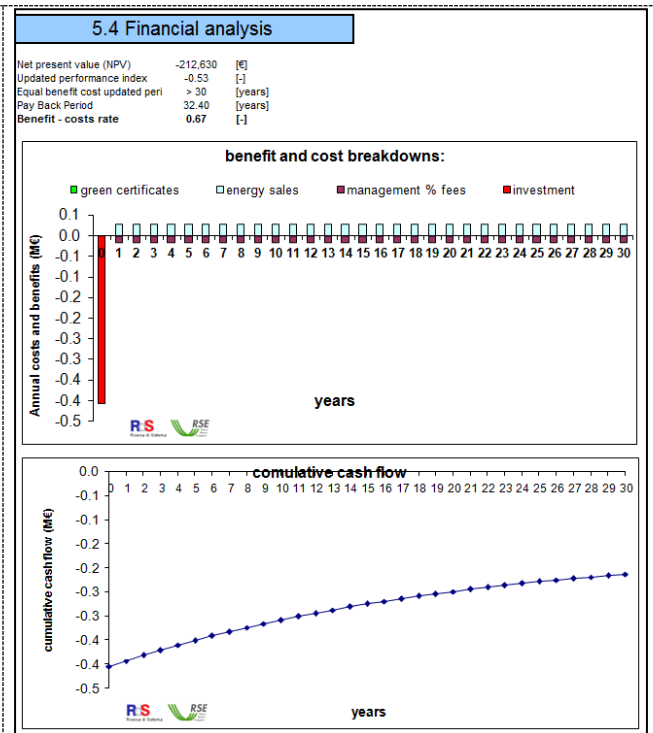 5.4 Financial analysis
Net present value (NPV) -212,630 [€]
Updated performance index -0.53 [-]
Equal benefit cost updated peri > 30 [years]
Pay Back Period 32.40 [years]
Benefit - costs rate 0.67 [-]
benefit and cost breakdowns:
green certificates energy sales management % fees investment
Annual costs and benefits (M€)
0.1
0.0
-0.1
-0.1
-0.2
-0.2
-0.3
-0.3
-0.4
-0.4
-0.5
0 1 2 3 4 5 6 7 8 9 10 11 12 13 14 15 16 17 18 19 20 21 22 23 24 25 26 27 28 29 30
years
RdS
RSE
comulative cash flow
cumulative cash flow (M€)
0.0
-0.1
-0.1
-0.2
-0.2
-0.3
-0.3
-0.4
-0.4
-0.5
0 1 2 3 4 5 6 7 8 9 10 11 12 13 14 15 16 17 18 19 20 21 22 23 24 25 26 27 28 29 30
RdS
RSE
years